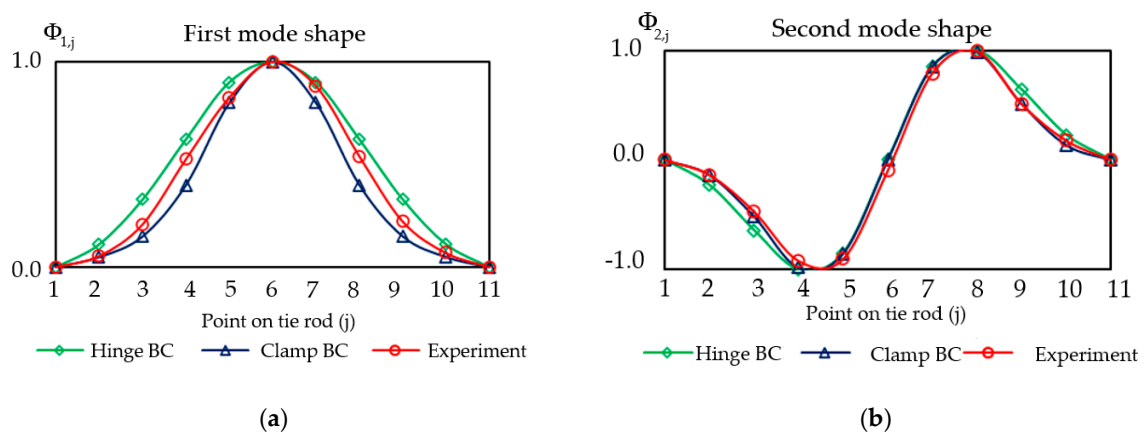 Φ1,j First mode shape
1.0
0.0
1 2 3 4 5 6 7 8 9 10 11
Point on tie rod (j)
Hinge BC Clamp BC Experiment
(a)
Φ2,j Second mode shape
1.0
0.0
-1.0
1 2 3 4 5 6 7 8 9 10 11
Point on tie rod (j)
Hinge BC Clamp BC Experiment
(b)